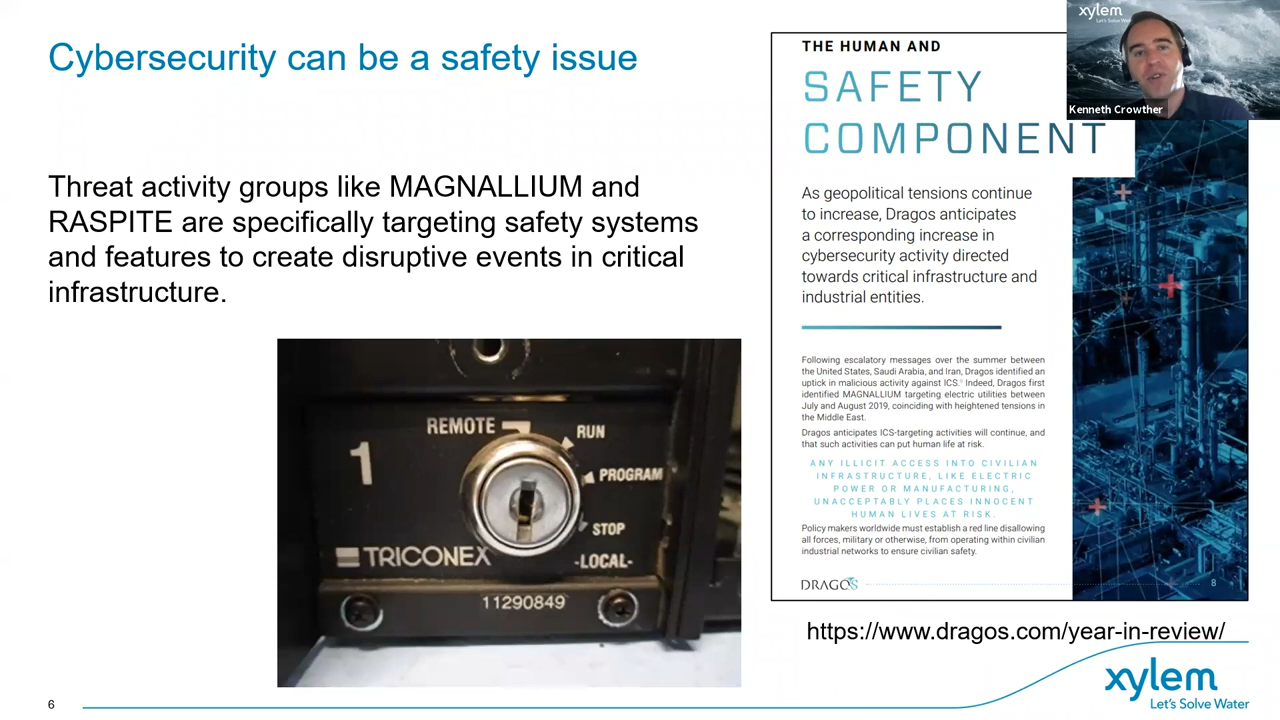 Cybersecurity can be a safety issue
Threat activity groups like MAGNALLIUM and
RASPITE are specifically targeting safety systems
and features to create disruptive events in critical
infrastructure.
REMOTE
RUN
PROGRAM
STOP
-LOCAL-
1
TRICONEX
11290849
THE HUMAN AND
SAFETY
COMPONENT
As geopolitical tensions continue
to increase, Dragos anticipates
a corresponding increase in
cybersecurity activity directed
towards critical infrastructure and
industrial entities.
Following escalatory messages over the summer between
the United States, Saudi Arabia, and Iran, Dragos identified an
uptick in malicious activity against ICS.⁠ Indeed, Dragos first
identified MAGNALLIUM targeting electric utilities between
July and August 2019, coinciding with heightened tensions in
the Middle East.
Dragos anticipates ICS-targeting activities will continue, and
that such activities can put human life at risk.
ANY ILLICIT ACCESS INTO CIVILIAN
INFRASTRUCTURE, LIKE ELECTRIC
POWER OR MANUFACTURING,
UNACCEPTABLY PLACES INNOCENT
HUMAN LIVES AT RISK.
Policy makers worldwide must establish a red line disallowing
all forces, military or otherwise, from operating within civilian
industrial networks to ensure civilian safety.
DRAGOS
8
https://www.dragos.com/year-in-review/
xylem
Let's Solve Water
6
xylem
Let's Solve
Kenneth Crowther